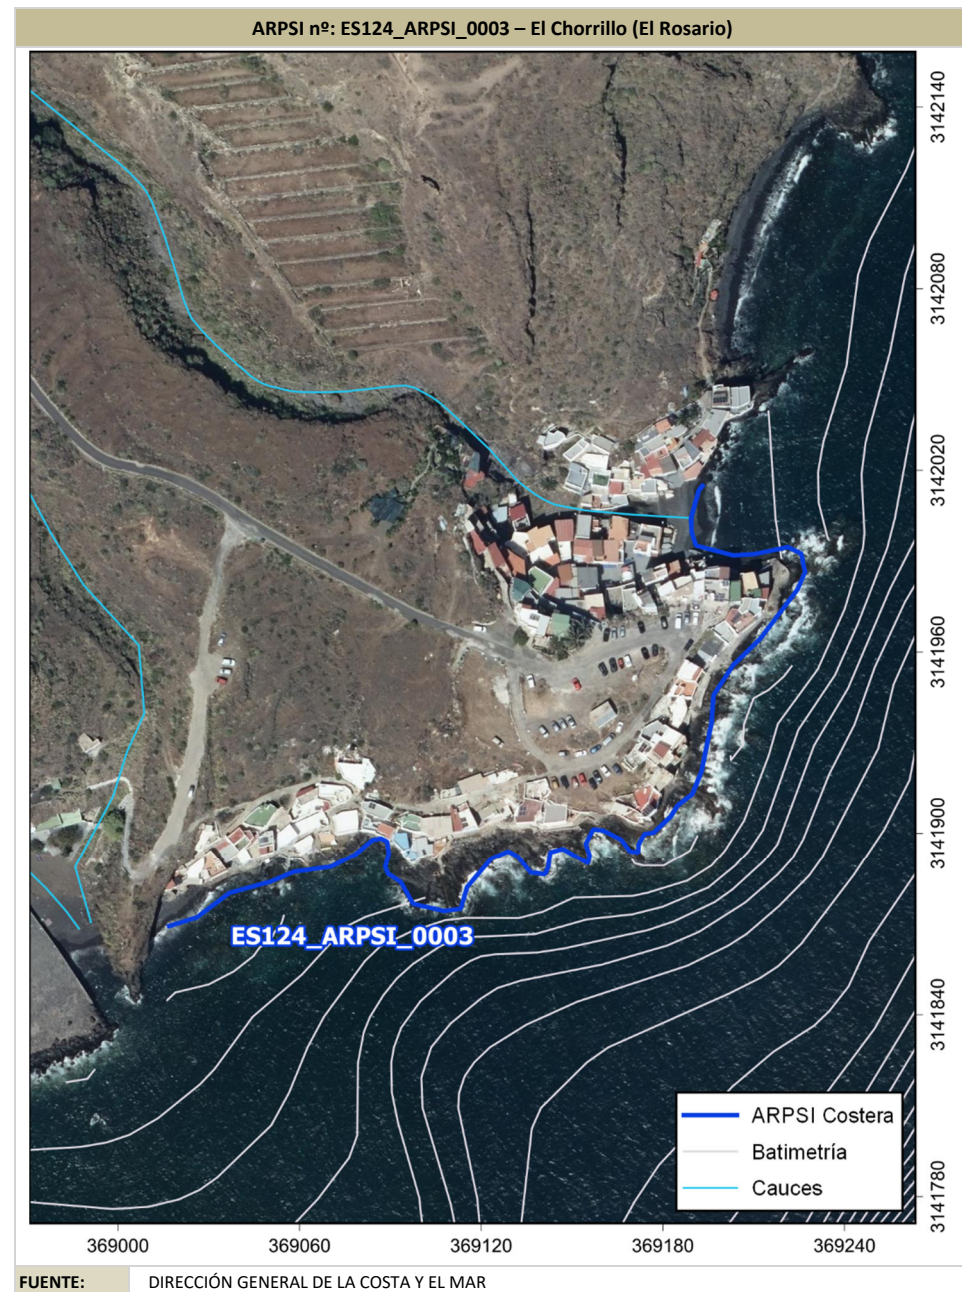 ARPSI nº: ES124_ARPSI_0003 – El Chorrillo (El Rosario)
3142140
3142080
3142020
3141960
3141900
3141840
3141780
ES124_ARPSI_0003
ARPSI Costera
Batimetría
Cauces
369000 369060 369120 369180 369240
FUENTE: DIRECCIÓN GENERAL DE LA COSTA Y EL MAR